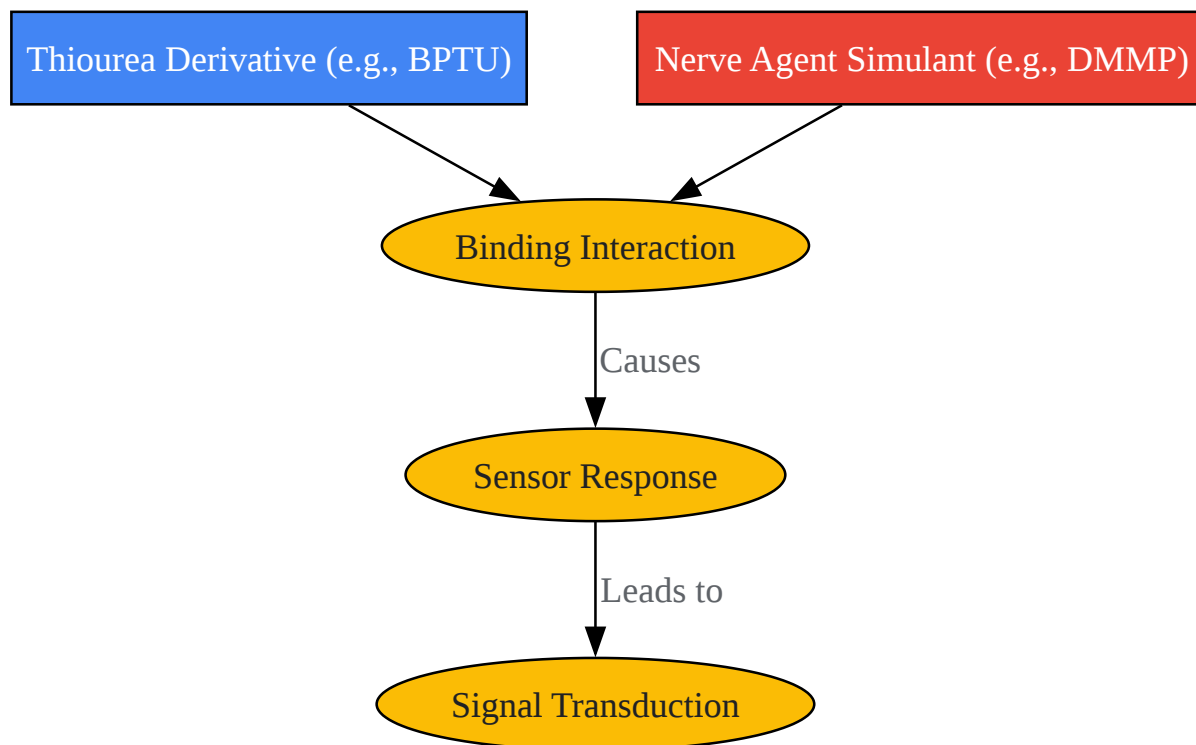 Thiourea Derivative (e.g., BPTU)
Nerve Agent Simulant (e.g., DMMP)
Binding Interaction
Causes
Sensor Response
Leads to
Signal Transduction